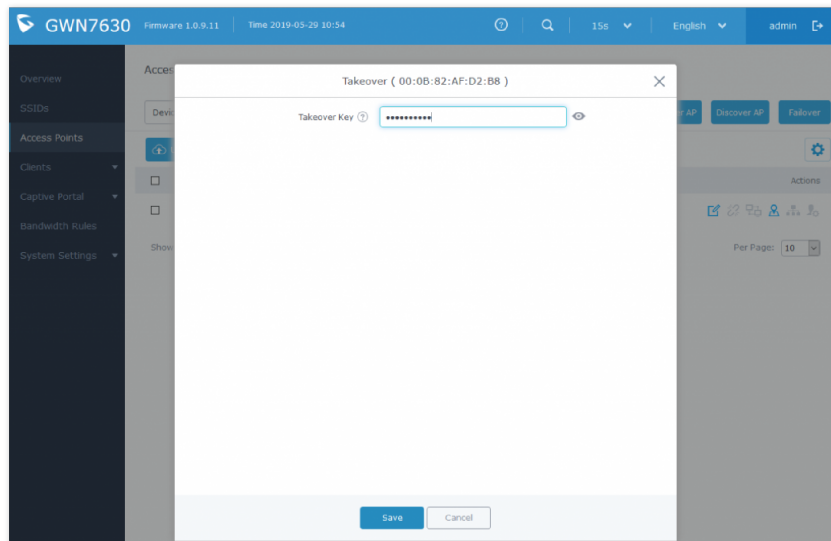 GWN7630 Firmware 1.0.9.11 Time 2019-05-29 10:54 15s English admin
Overview
SSIDs
Access Points
Clients
Captive Portal
Bandwidth Rules
System Settings
Takeover ( 00:0B:82:AF:D2:B8 )
Takeover Key
AP Discover AP Failover
Actions
Show
Per Page: 10
Save Cancel